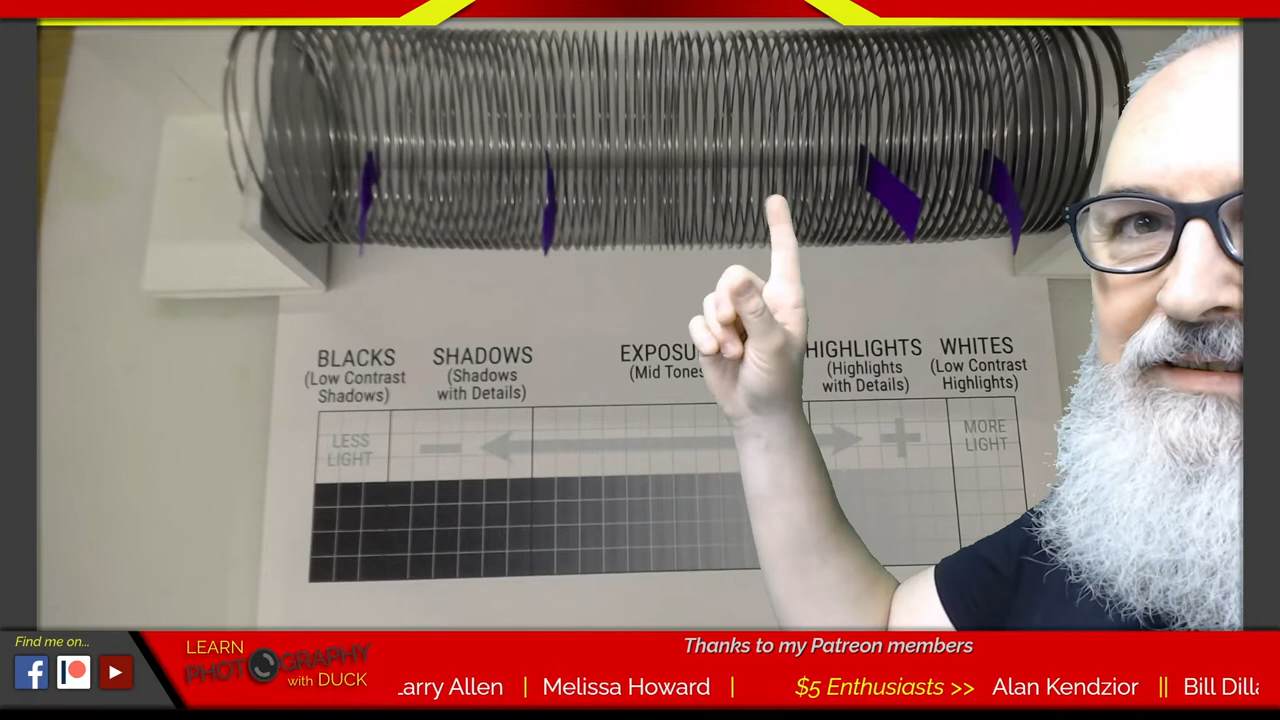 BLACKS
(Low Contrast
Shadows)
SHADOWS
(Shadows
with Details)
EXPOSU
(Mid Tones
HIGHLIGHTS
(Highlights
with Details)
WHITES
(Low Contrast
Highlights)
LESS
LIGHT
MORE
LIGHT
Find me on...
LEARN
PHOTOGRAPHY
with DUCK
Thanks to my Patreon members
arry Allen | Melissa Howard | $5 Enthusiasts >> Alan Kendzior || Bill Dill